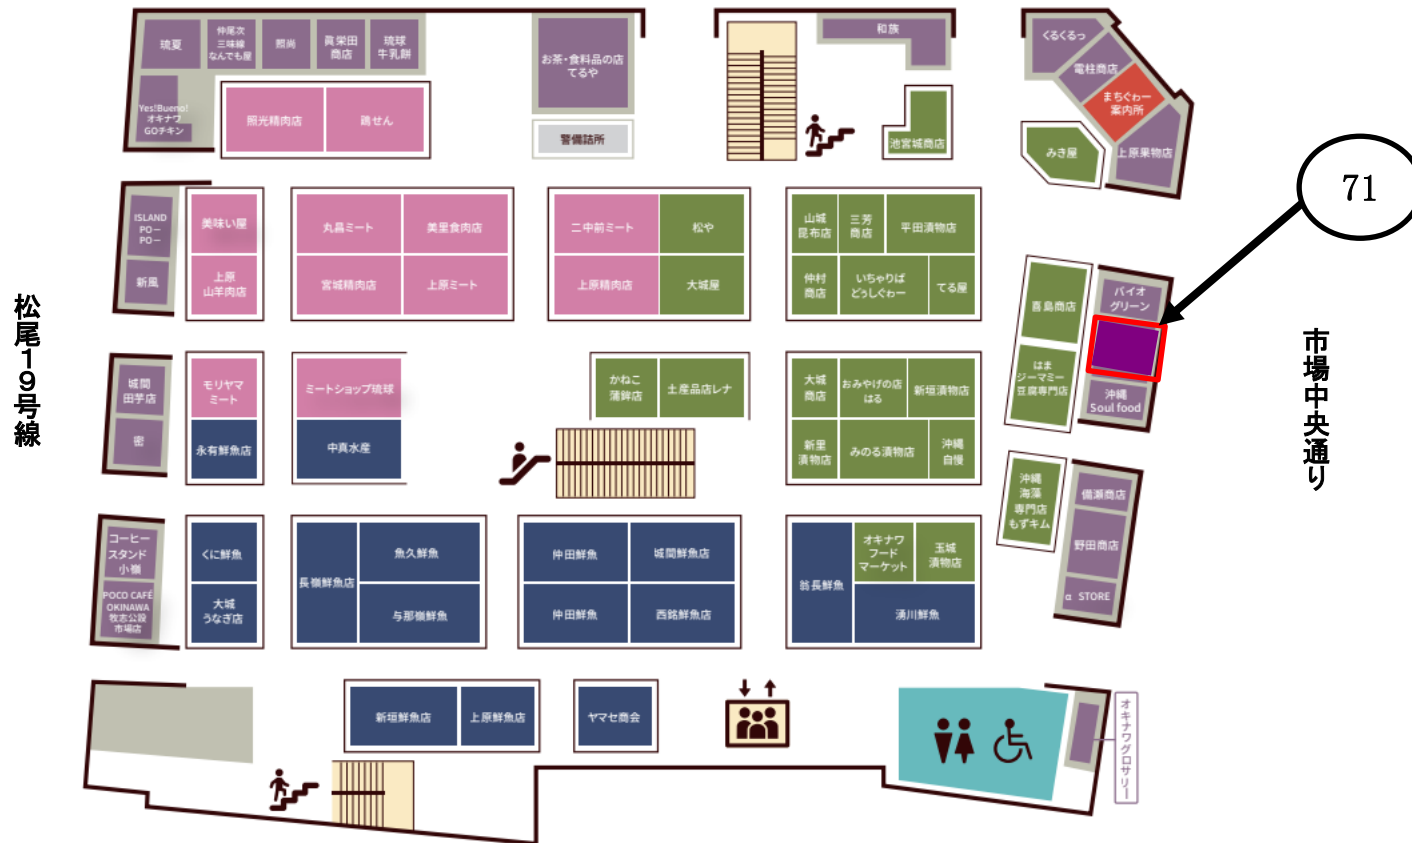 琉夏
仲尾次
三味線
なんでも屋
照尚
眞栄田
商店
琉球
牛乳餅
お茶・食料品の店
てるや
和族
くるくるっ
電柱商店
まちぐゎー
案内所
上原果物店
Yes!Bueno!
オキナワ
GOチキン
照光精肉店
鶏せん
警備詰所
池宮城商店
みき屋
71
ISLAND
PO－
PO－
新風
美味い屋
上原
山羊肉店
丸昌ミート
美里食肉店
宮城精肉店
上原ミート
二中前ミート
松や
上原精肉店
大城屋
山城
昆布店
三芳
商店
平田漬物店
仲村
商店
いちゃりば
どぅしぐゎー
てる屋
喜島商店
はま
ジーマミー
豆腐専門店
バイオ
グリーン
沖縄
Soul food
松尾19号線
市場中央通り
城間
田芋店
密
モリヤマ
ミート
永有鮮魚店
ミートショップ琉球
中真水産
かねこ
蒲鉾店
土産品店レナ
大城
商店
おみやげの店
はる
新垣漬物店
新里
漬物店
みのる漬物店
沖縄
自慢
沖縄
海藻
専門店
もずキム
備瀬商店
野田商店
α STORE
コーヒー
スタンド
小嶺
POCO CAFÉ
OKINAWA
牧志公設
市場店
くに鮮魚
大城
うなぎ店
長嶺鮮魚店
魚久鮮魚
与那嶺鮮魚
仲田鮮魚
城間鮮魚店
仲田鮮魚
西銘鮮魚店
翁長鮮魚
オキナワ
フード
マーケット
玉城
漬物店
湧川鮮魚
新垣鮮魚店
上原鮮魚店
ヤマセ商会
オキナワグロサリー